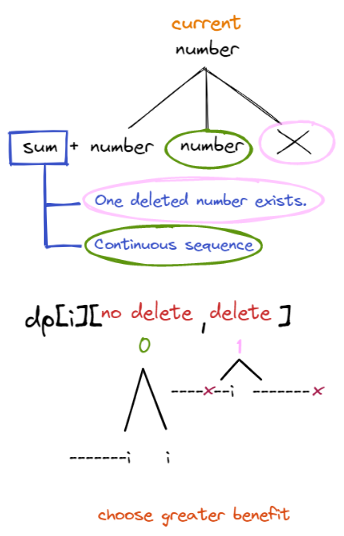 current
number
sum + number number X
One deleted number exists.
Continuous sequence
dp[i][no delete, delete]
0 1
----x--i -------x
-------i i
choose greater benefit